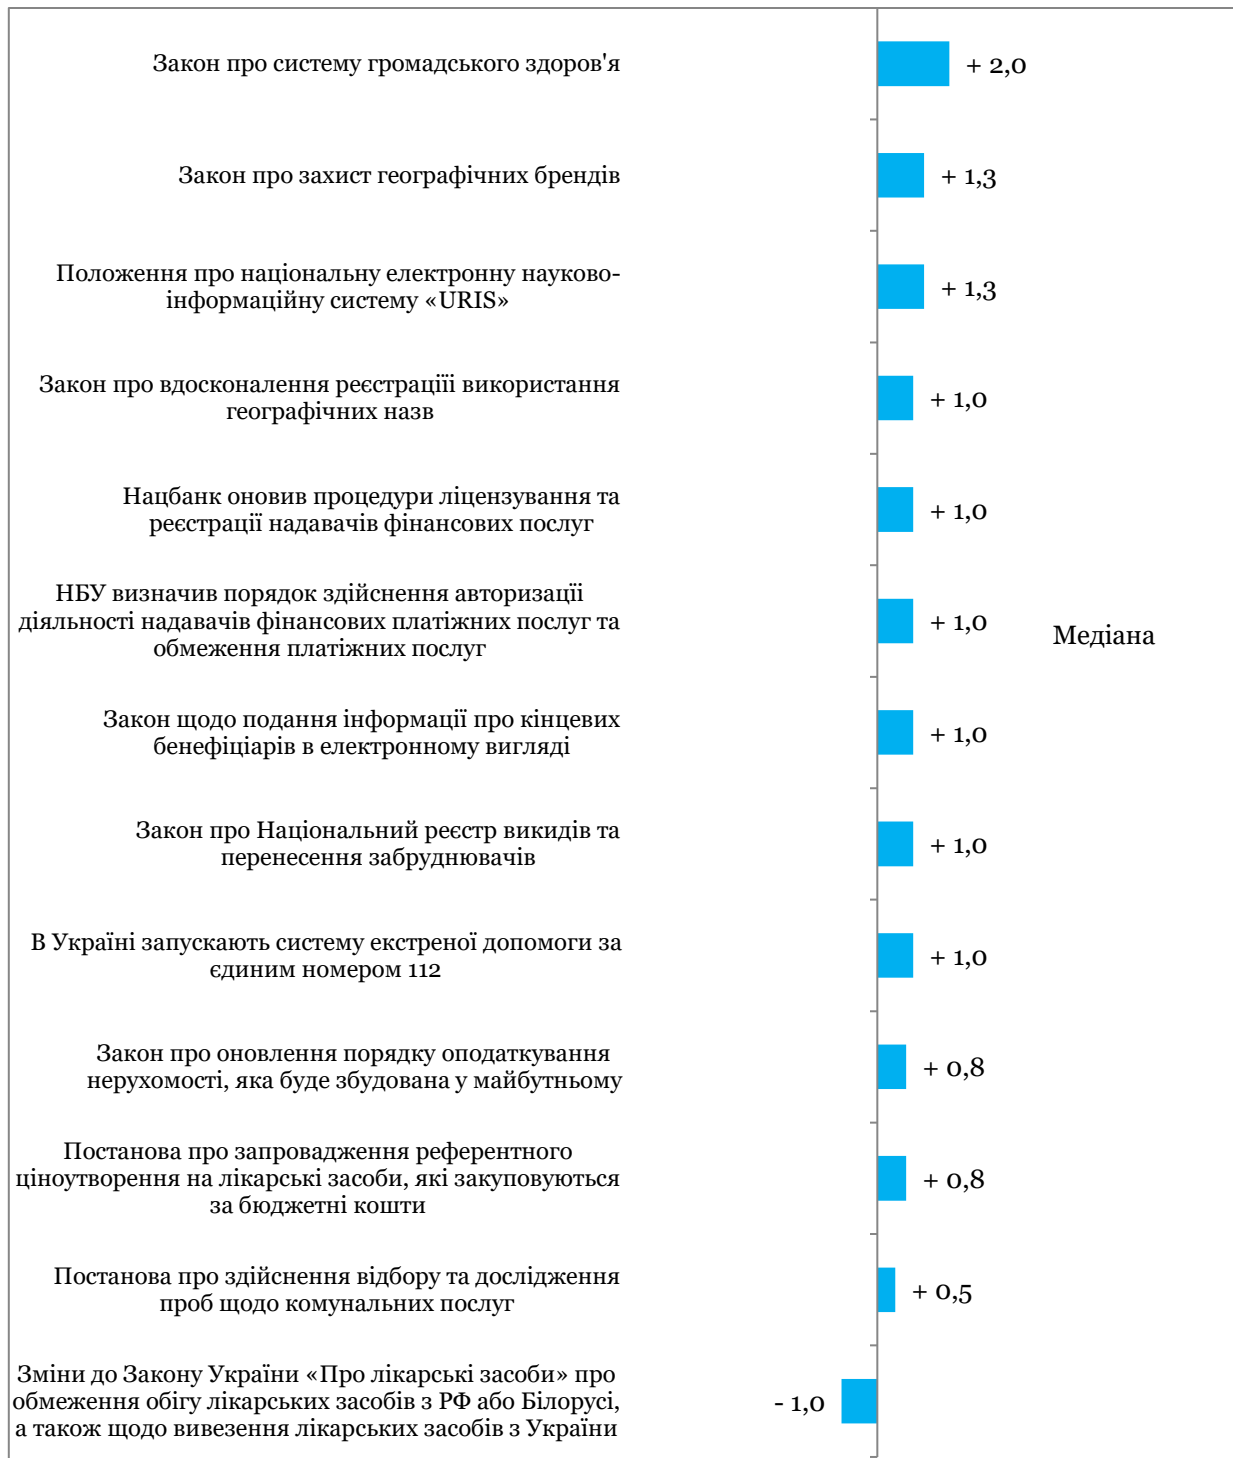 Закон про систему громадського здоров'я
+ 2,0
Закон про захист географічних брендів
+ 1,3
Положення про національну електронну науково-
інформаційну систему «URIS»
+ 1,3
Закон про вдосконалення реєстраціїі використання
географічних назв
+ 1,0
Нацбанк оновив процедури ліцензування та
реєстрації надавачів фінансових послуг
+ 1,0
НБУ визначив порядок здійснення авторизації
діяльності надавачів фінансових платіжних послуг та
обмеження платіжних послуг
+ 1,0
Медіана
Закон щодо подання інформації про кінцевих
бенефіціарів в електронному вигляді
+ 1,0
Закон про Національний реєстр викидів та
перенесення забруднювачів
+ 1,0
В Україні запускають систему екстреної допомоги за
єдиним номером 112
+ 1,0
Закон про оновлення порядку оподаткування
нерухомості, яка буде збудована у майбутньому
+ 0,8
Постанова про запровадження референтного
ціноутворення на лікарські засоби, які закуповуються
за бюджетні кошти
+ 0,8
Постанова про здійснення відбору та дослідження
проб щодо комунальних послуг
+ 0,5
Зміни до Закону України «Про лікарські засоби» про
обмеження обігу лікарських засобів з РФ або Білорусі,
а також щодо вивезення лікарських засобів з України
- 1,0